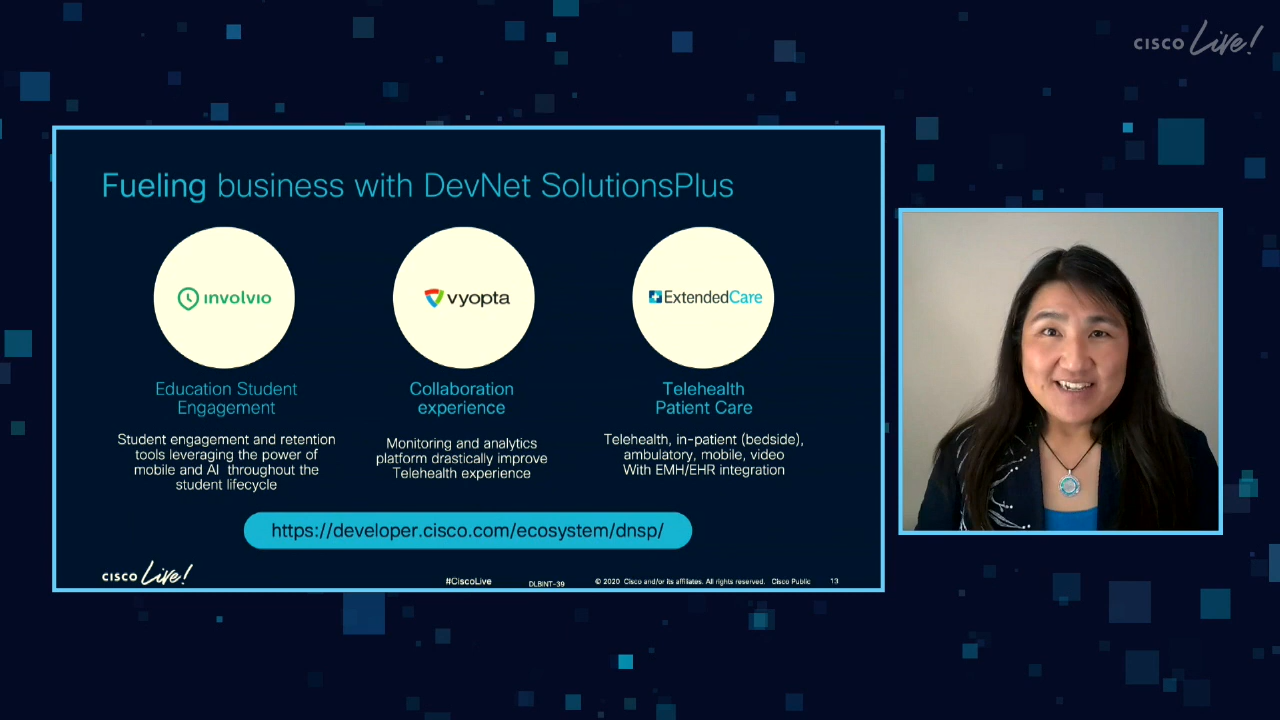 CISCO Live!
Fueling business with DevNet SolutionsPlus
involvio
vyopta
ExtendedCare
Education Student
Engagement
Collaboration
experience
Telehealth
Patient Care
Student engagement and retention
tools leveraging the power of
mobile and AI throughout the
student lifecycle
Monitoring and analytics
platform drastically improve
Telehealth experience
Telehealth, in-patient (bedside),
ambulatory, mobile, video
With EMH/EHR integration
https://developer.cisco.com/ecosystem/dnsp/
CISCO Live!
#CiscoLive
DLBINT-39
© 2020 Cisco and/or its affiliates. All rights reserved. Cisco Public
13